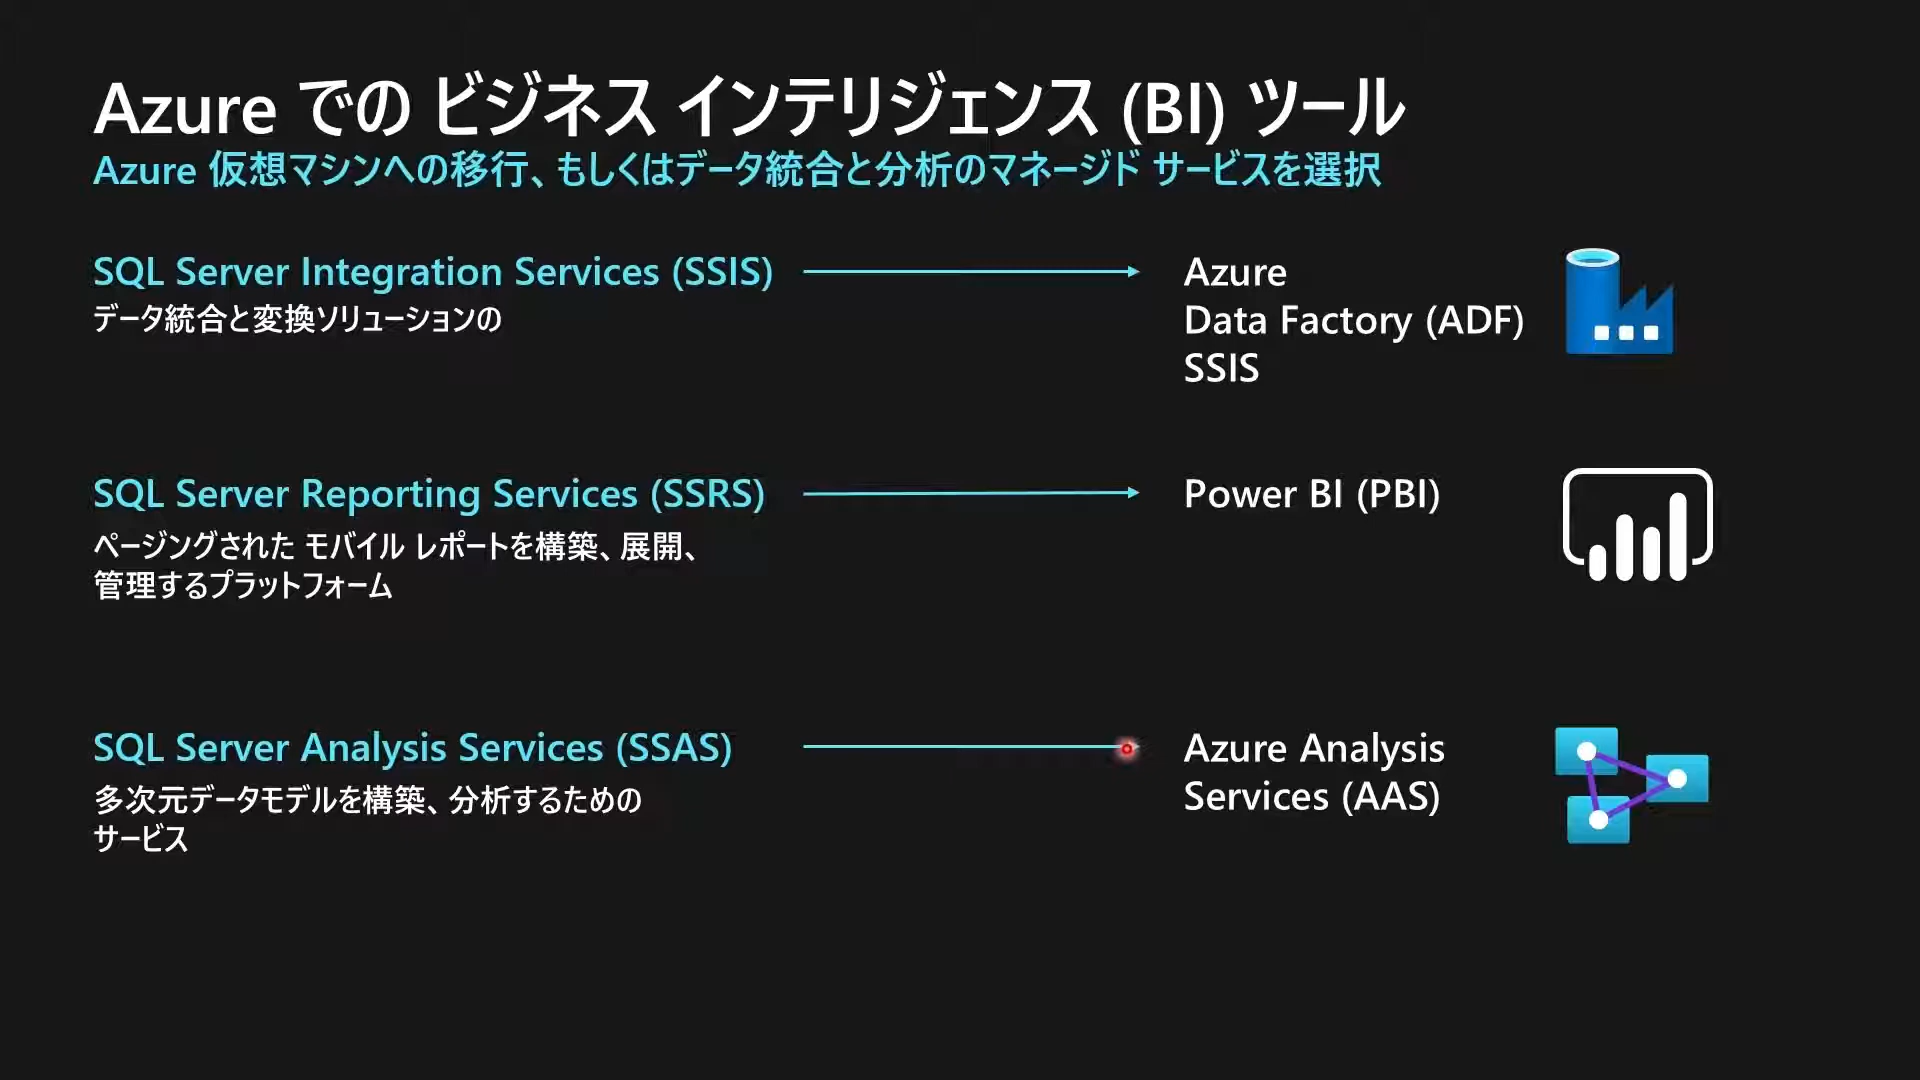 Azure での ビジネス インテリジェンス (BI) ツール
Azure 仮想マシンへの移行、もしくはデータ統合と分析のマネージド サービスを選択
SQL Server Integration Services (SSIS)
データ統合と変換ソリューションの
Azure
Data Factory (ADF)
SSIS
SQL Server Reporting Services (SSRS)
ページングされた モバイル レポートを構築、展開、
管理するプラットフォーム
Power BI (PBI)
SQL Server Analysis Services (SSAS)
多次元データモデルを構築、分析するための
サービス
Azure Analysis
Services (AAS)